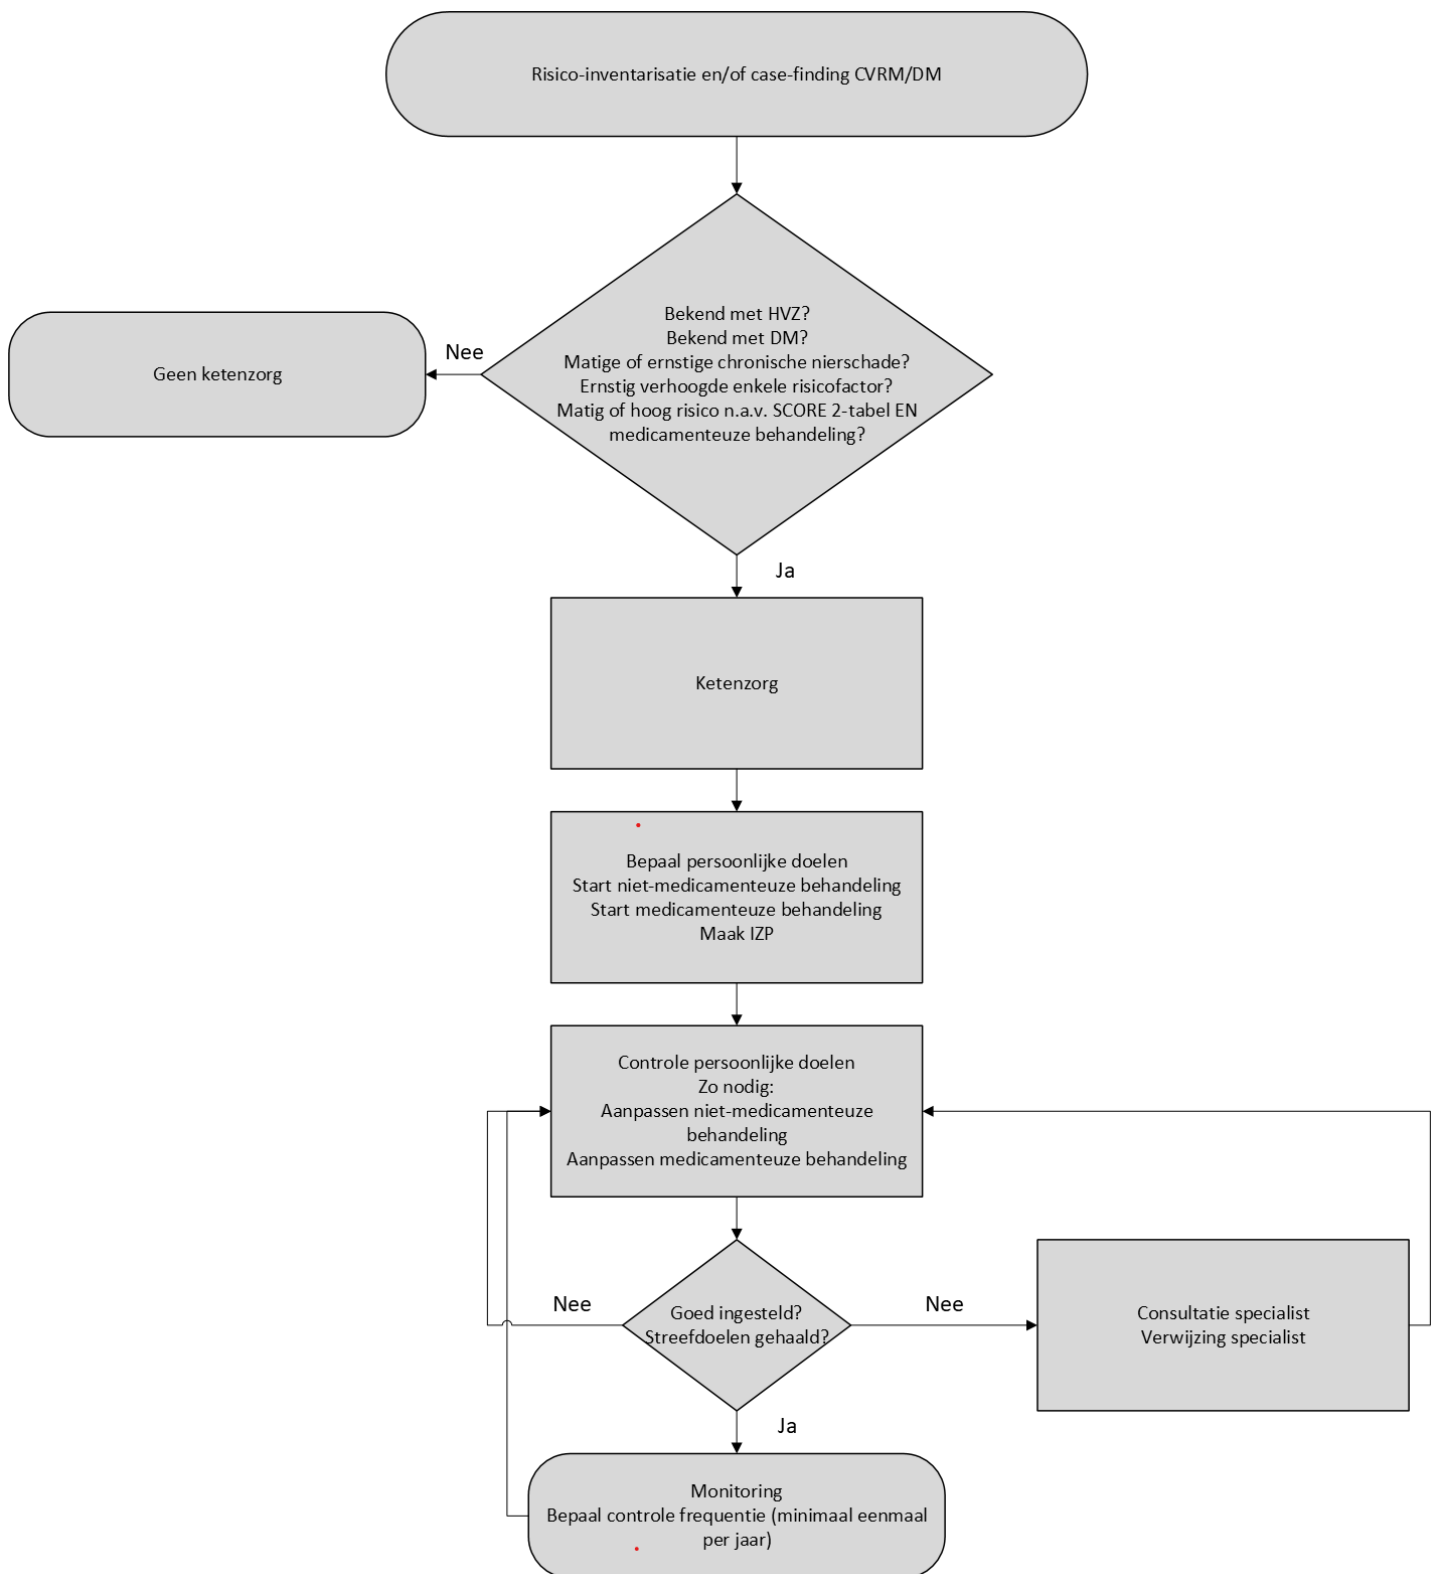 Risico-inventarisatie en/of case-finding CVRM/DM
Bekend met HVZ?
Bekend met DM?
Matige of ernstige chronische nierschade?
Ernstig verhoogde enkele risicofactor?
Matig of hoog risico n.a.v. SCORE 2-tabel EN
medicamenteuze behandeling?
Nee
Geen ketenzorg
Ja
Ketenzorg
Bepaal persoonlijke doelen
Start niet-medicamenteuze behandeling
Start medicamenteuze behandeling
Maak IZP
Controle persoonlijke doelen
Zo nodig:
Aanpassen niet-medicamenteuze
behandeling
Aanpassen medicamenteuze behandeling
Nee
Goed ingesteld?
Streefdoelen gehaald?
Nee
Consultatie specialist
Verwijzing specialist
Ja
Monitoring
Bepaal controle frequentie (minimaal eenmaal
per jaar)